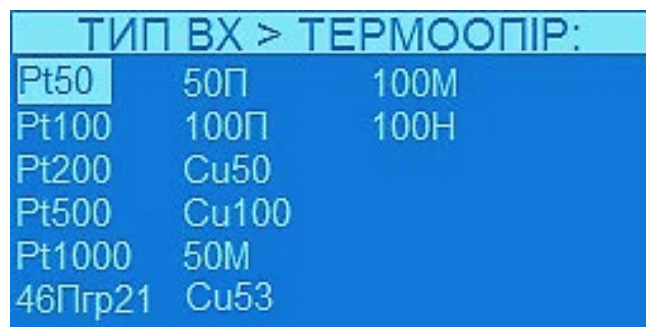 ТИП ВХ > ТЕРМООПІР:
Pt50 50П 100М
Pt100 100П 100Н
Pt200 Cu50
Pt500 Cu100
Pt1000 50М
46Пгр21 Cu53